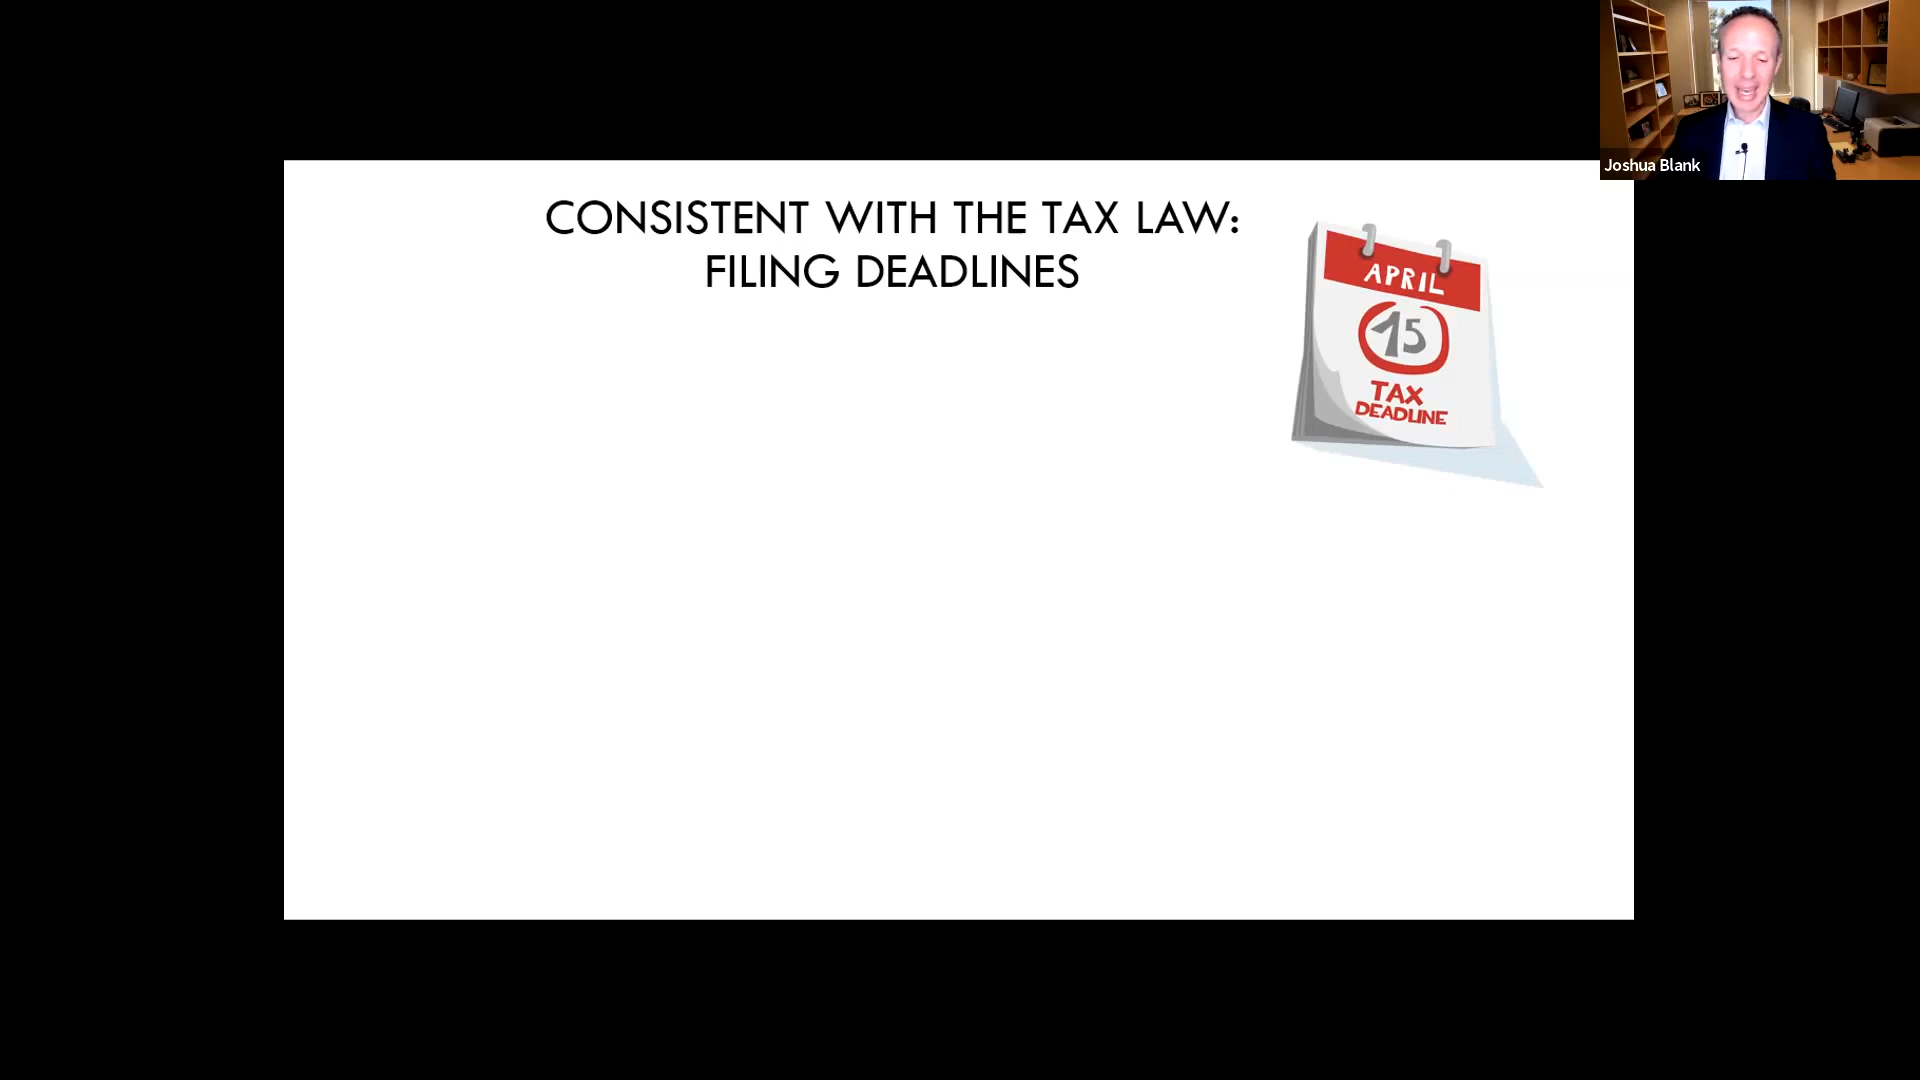 CONSISTENT WITH THE TAX LAW:
FILING DEADLINES
APRIL
15
TAX
DEADLINE
Joshua Blank